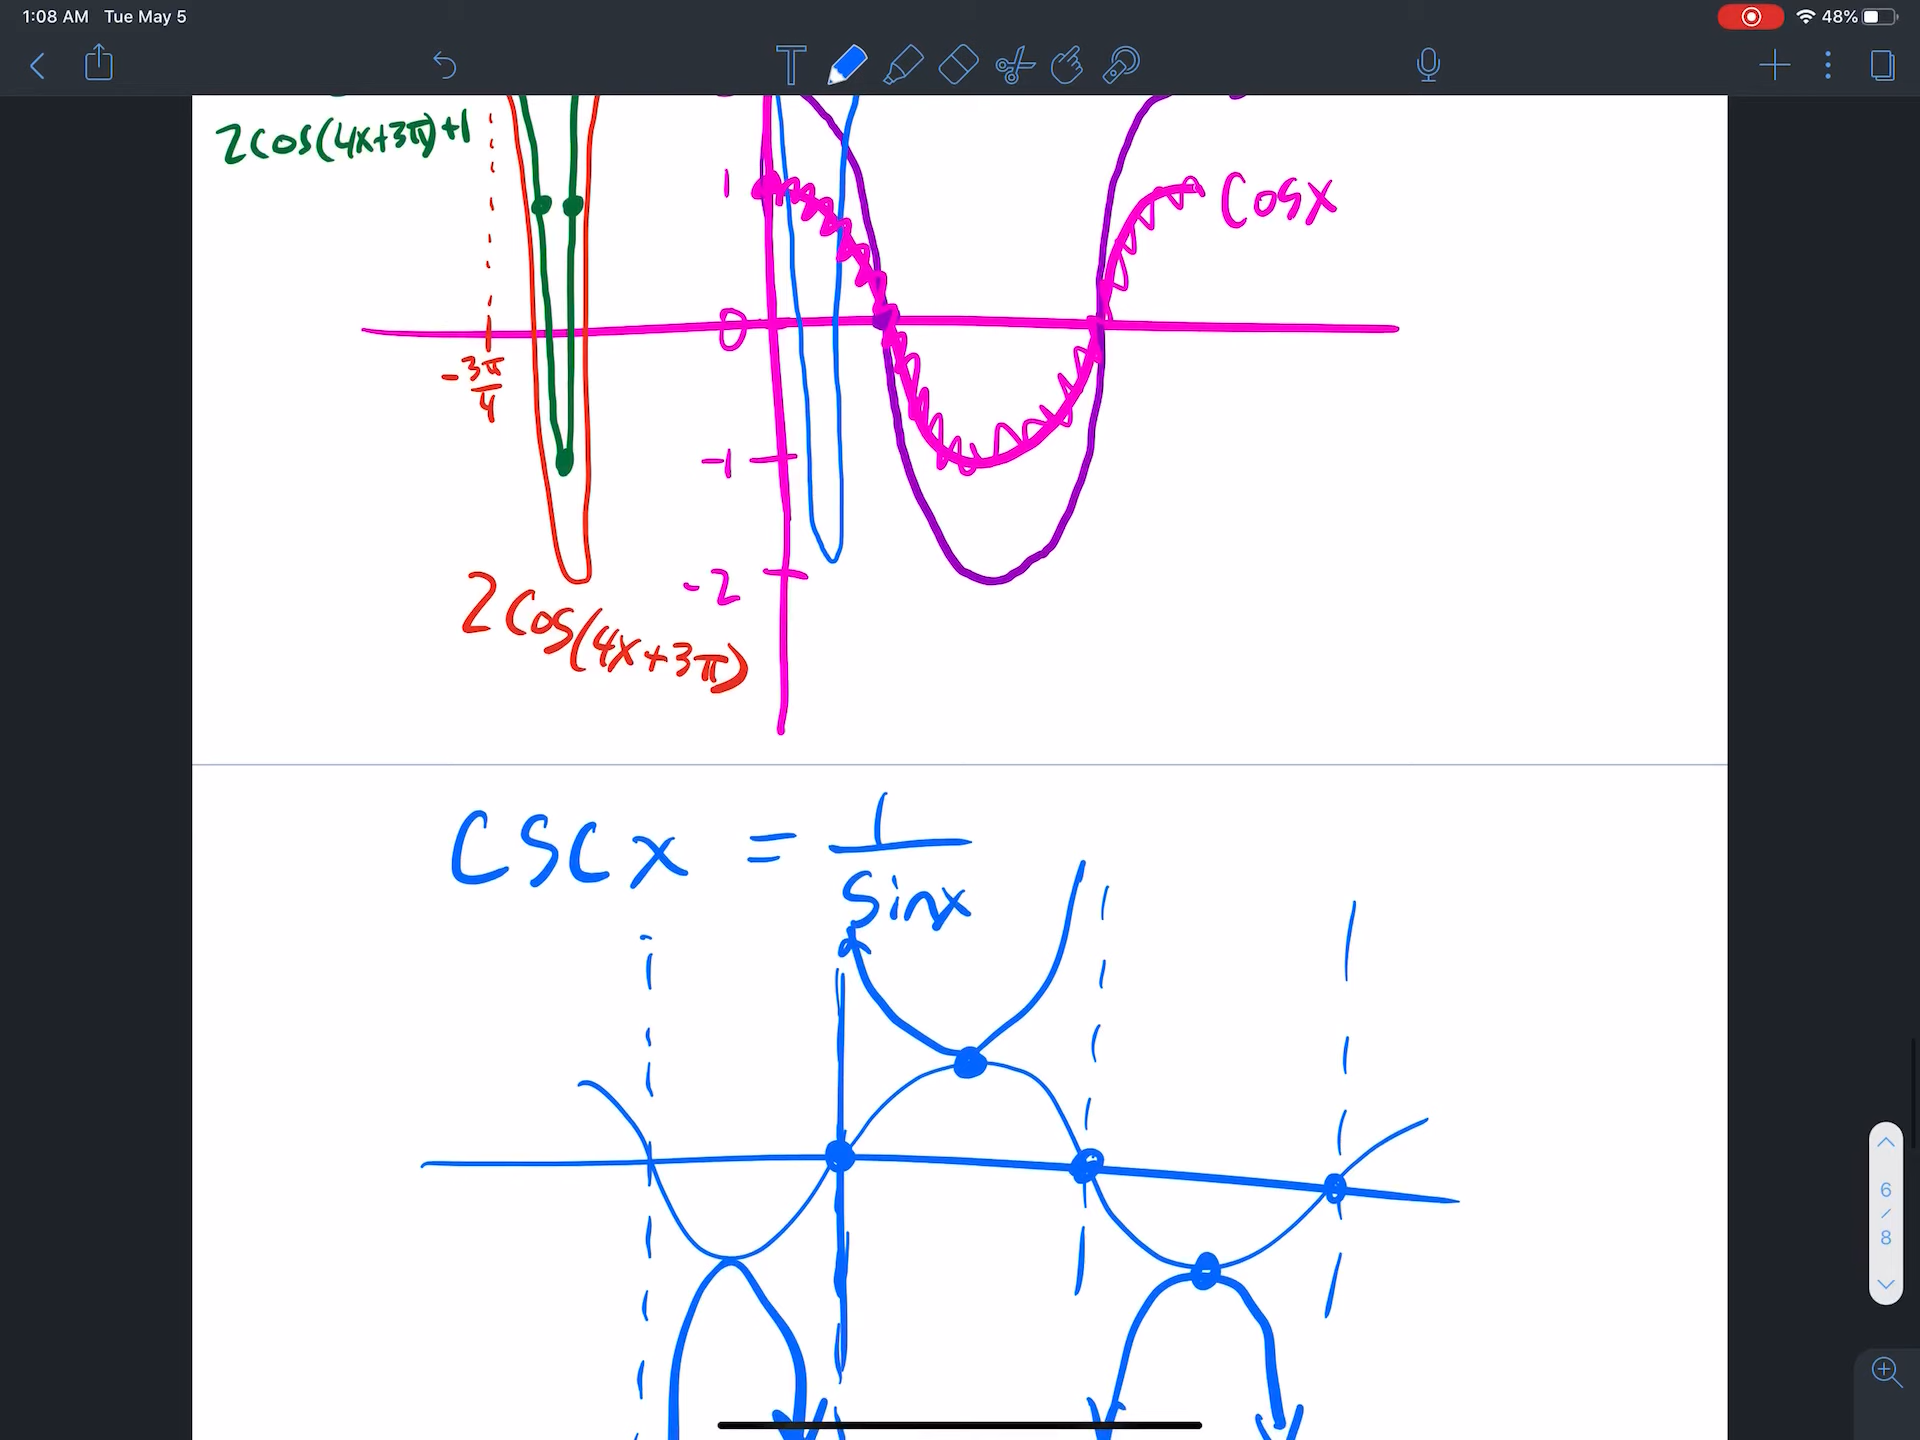 1:08 AM Tue May 5
48%
2cos(4x+3π)+1
1
cosx
0
-3π/4
-1
-2
2cos(4x+3π)
cscx = 1/sinx
6
/
8